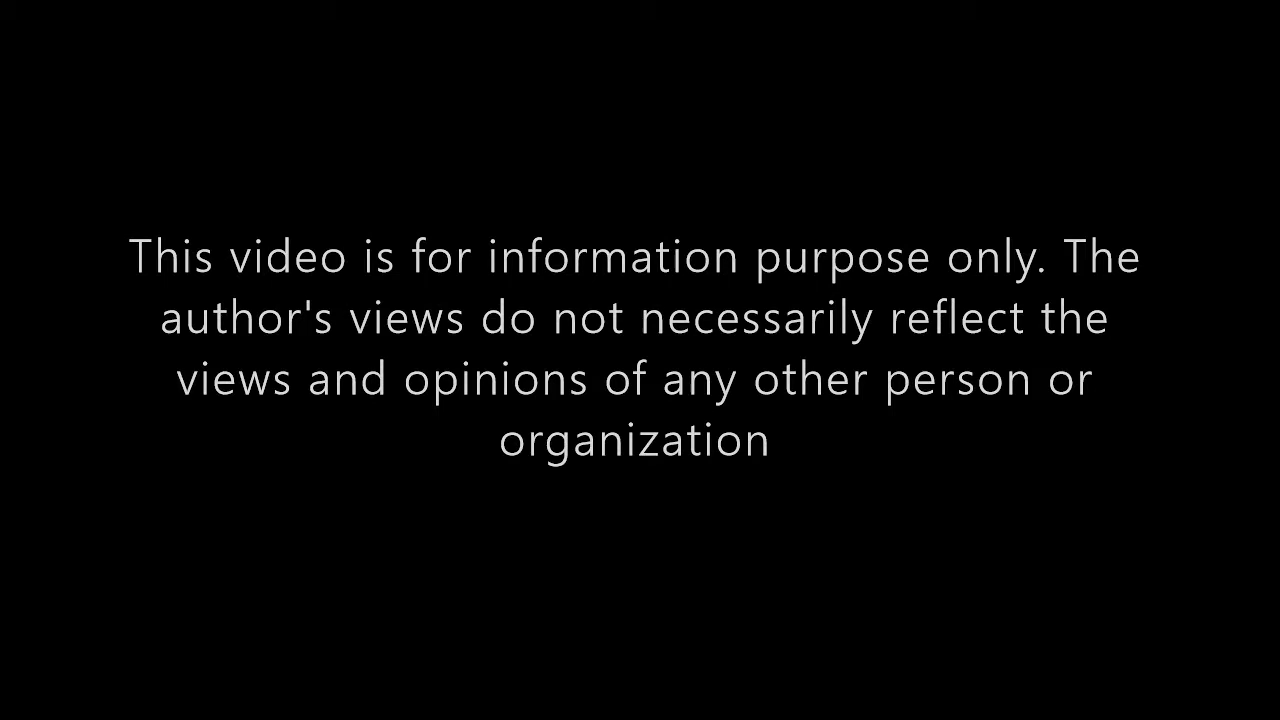 This video is for information purpose only. The
author's views do not necessarily reflect the
views and opinions of any other person or
organization